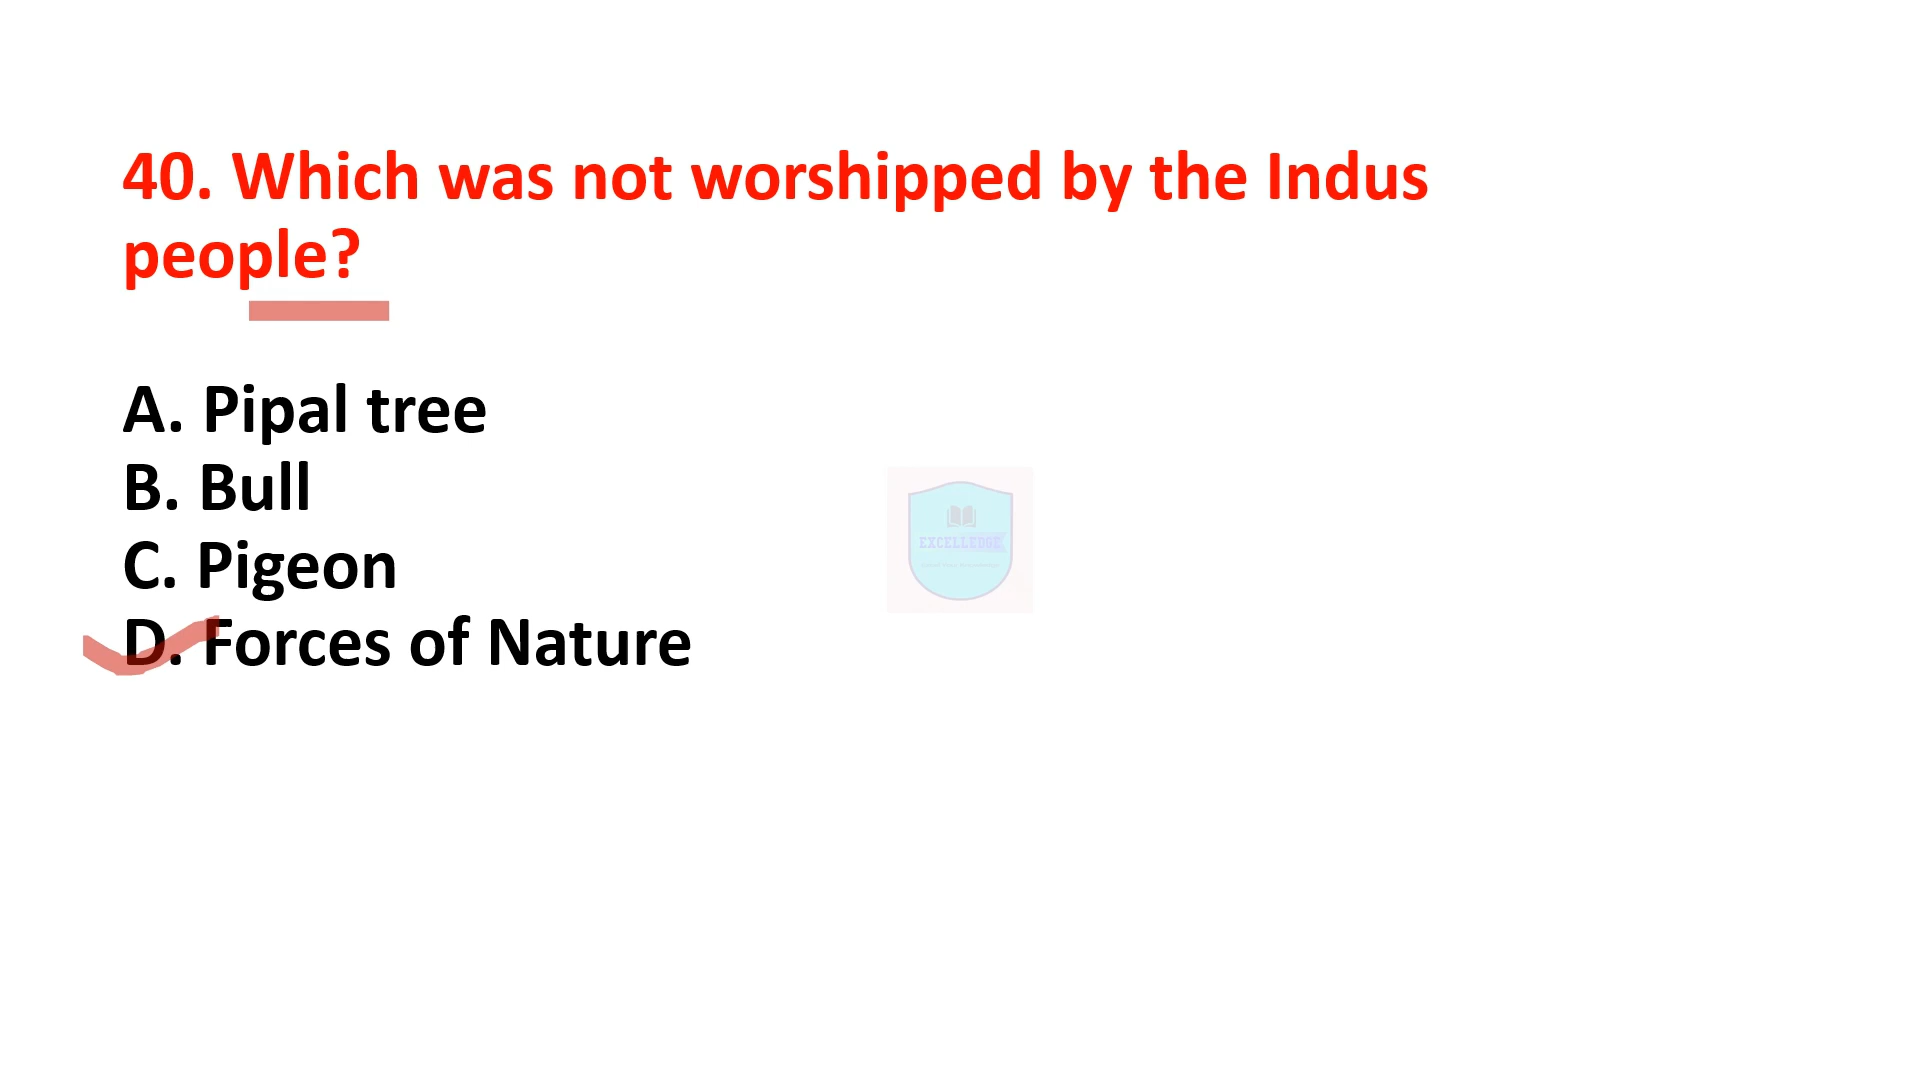 40. Which was not worshipped by the Indus
people?
A. Pipal tree
B. Bull
C. Pigeon
D. Forces of Nature
EXCELLEDGE